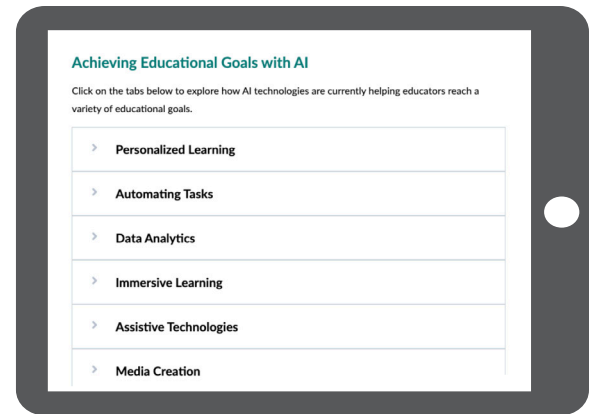 Achieving Educational Goals with AI
Click on the tabs below to explore how AI technologies are currently helping educators reach a
variety of educational goals.
Personalized Learning
Automating Tasks
Data Analytics
Immersive Learning
Assistive Technologies
Media Creation